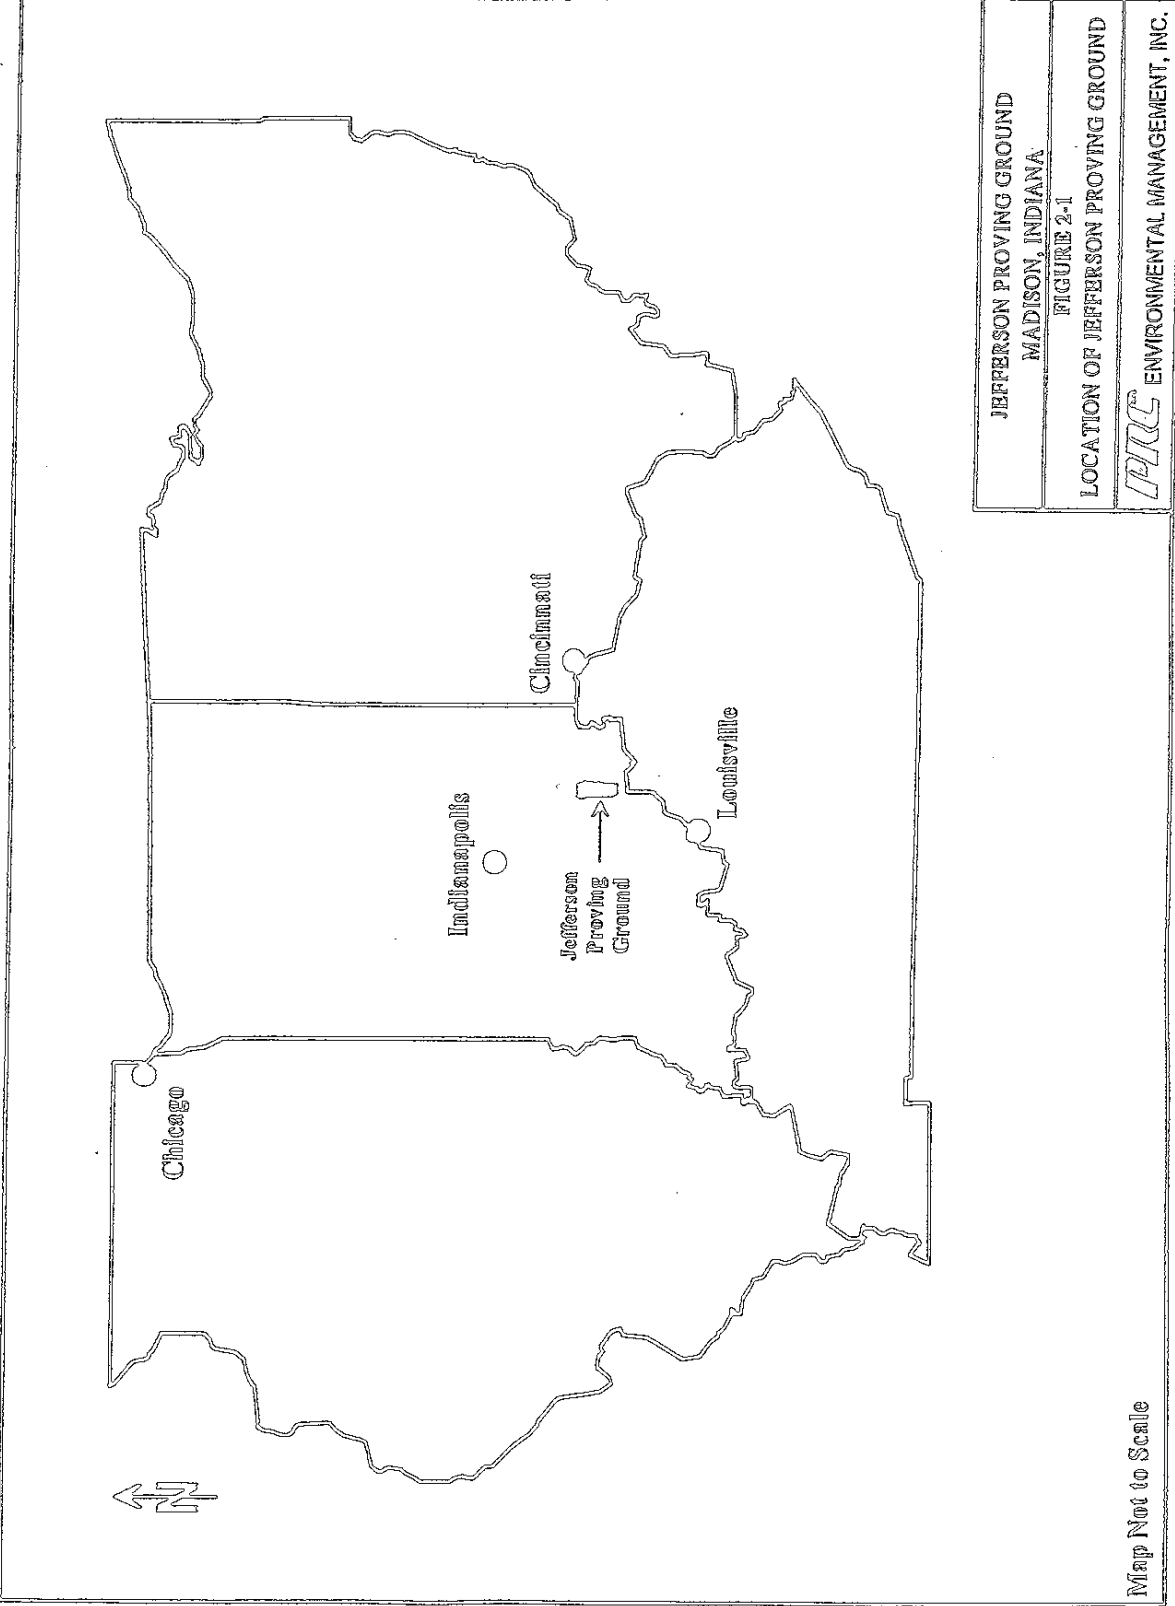 Chicago
Indianapolis
Cincinnati
Jefferson
Proving
Ground
Louisville
N
Map Not to Scale
JEFFERSON PROVING GROUND
MADISON, INDIANA
FIGURE 2-1
LOCATION OF JEFFERSON PROVING GROUND
PRC ENVIRONMENTAL MANAGEMENT, INC.